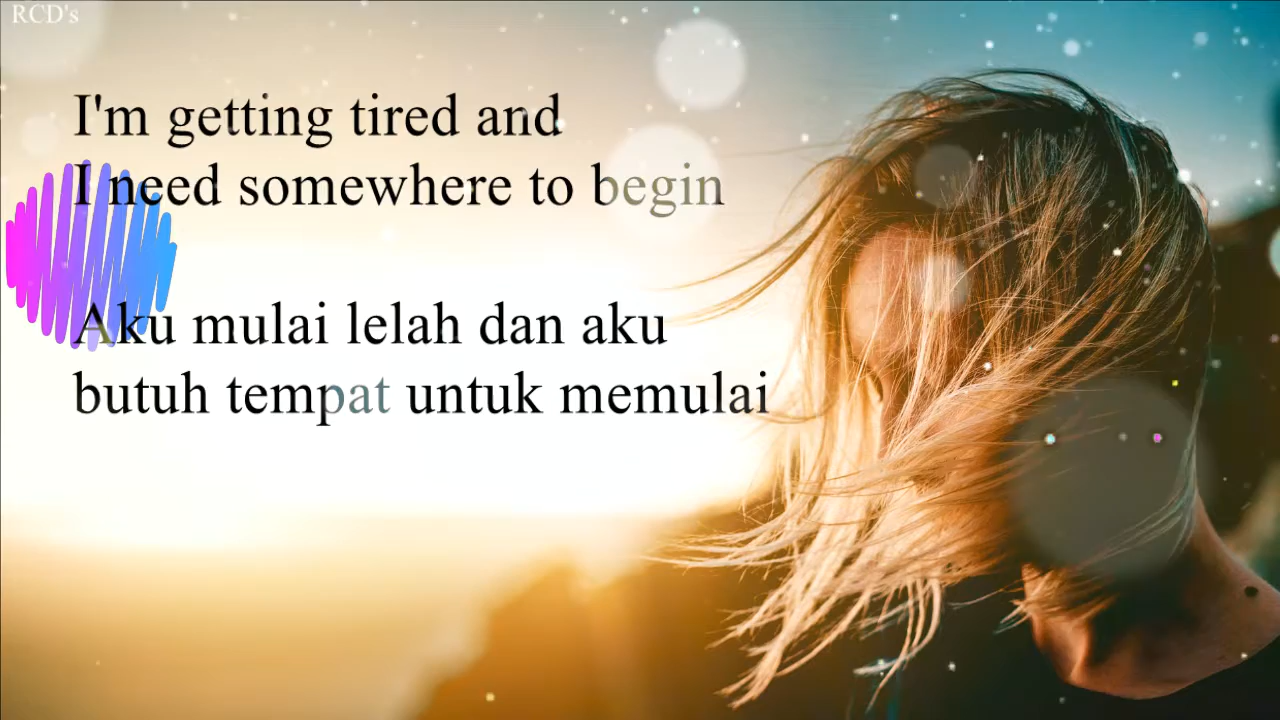 RCD's
I'm getting tired and
I need somewhere to begin
Aku mulai lelah dan aku
butuh tempat untuk memulai